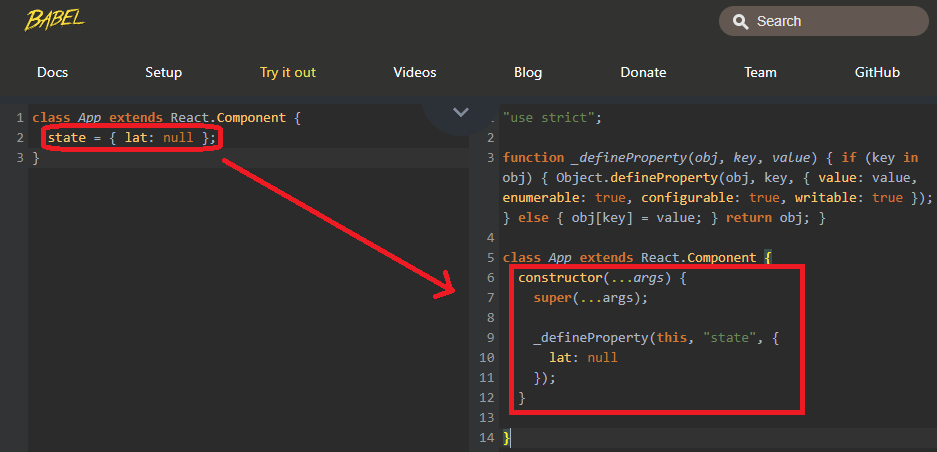 BABEL
Search
Docs Setup Try it out Videos Blog Donate Team GitHub
1 class App extends React.Component {
2   state = { lat: null };
3 }
"use strict";
3 function _defineProperty(obj, key, value) { if (key in
obj) { Object.defineProperty(obj, key, { value: value,
enumerable: true, configurable: true, writable: true });
} else { obj[key] = value; } return obj; }
4
5 class App extends React.Component {
6   constructor(...args) {
7     super(...args);
8
9     _defineProperty(this, "state", {
10       lat: null
11     });
12   }
13
14 }